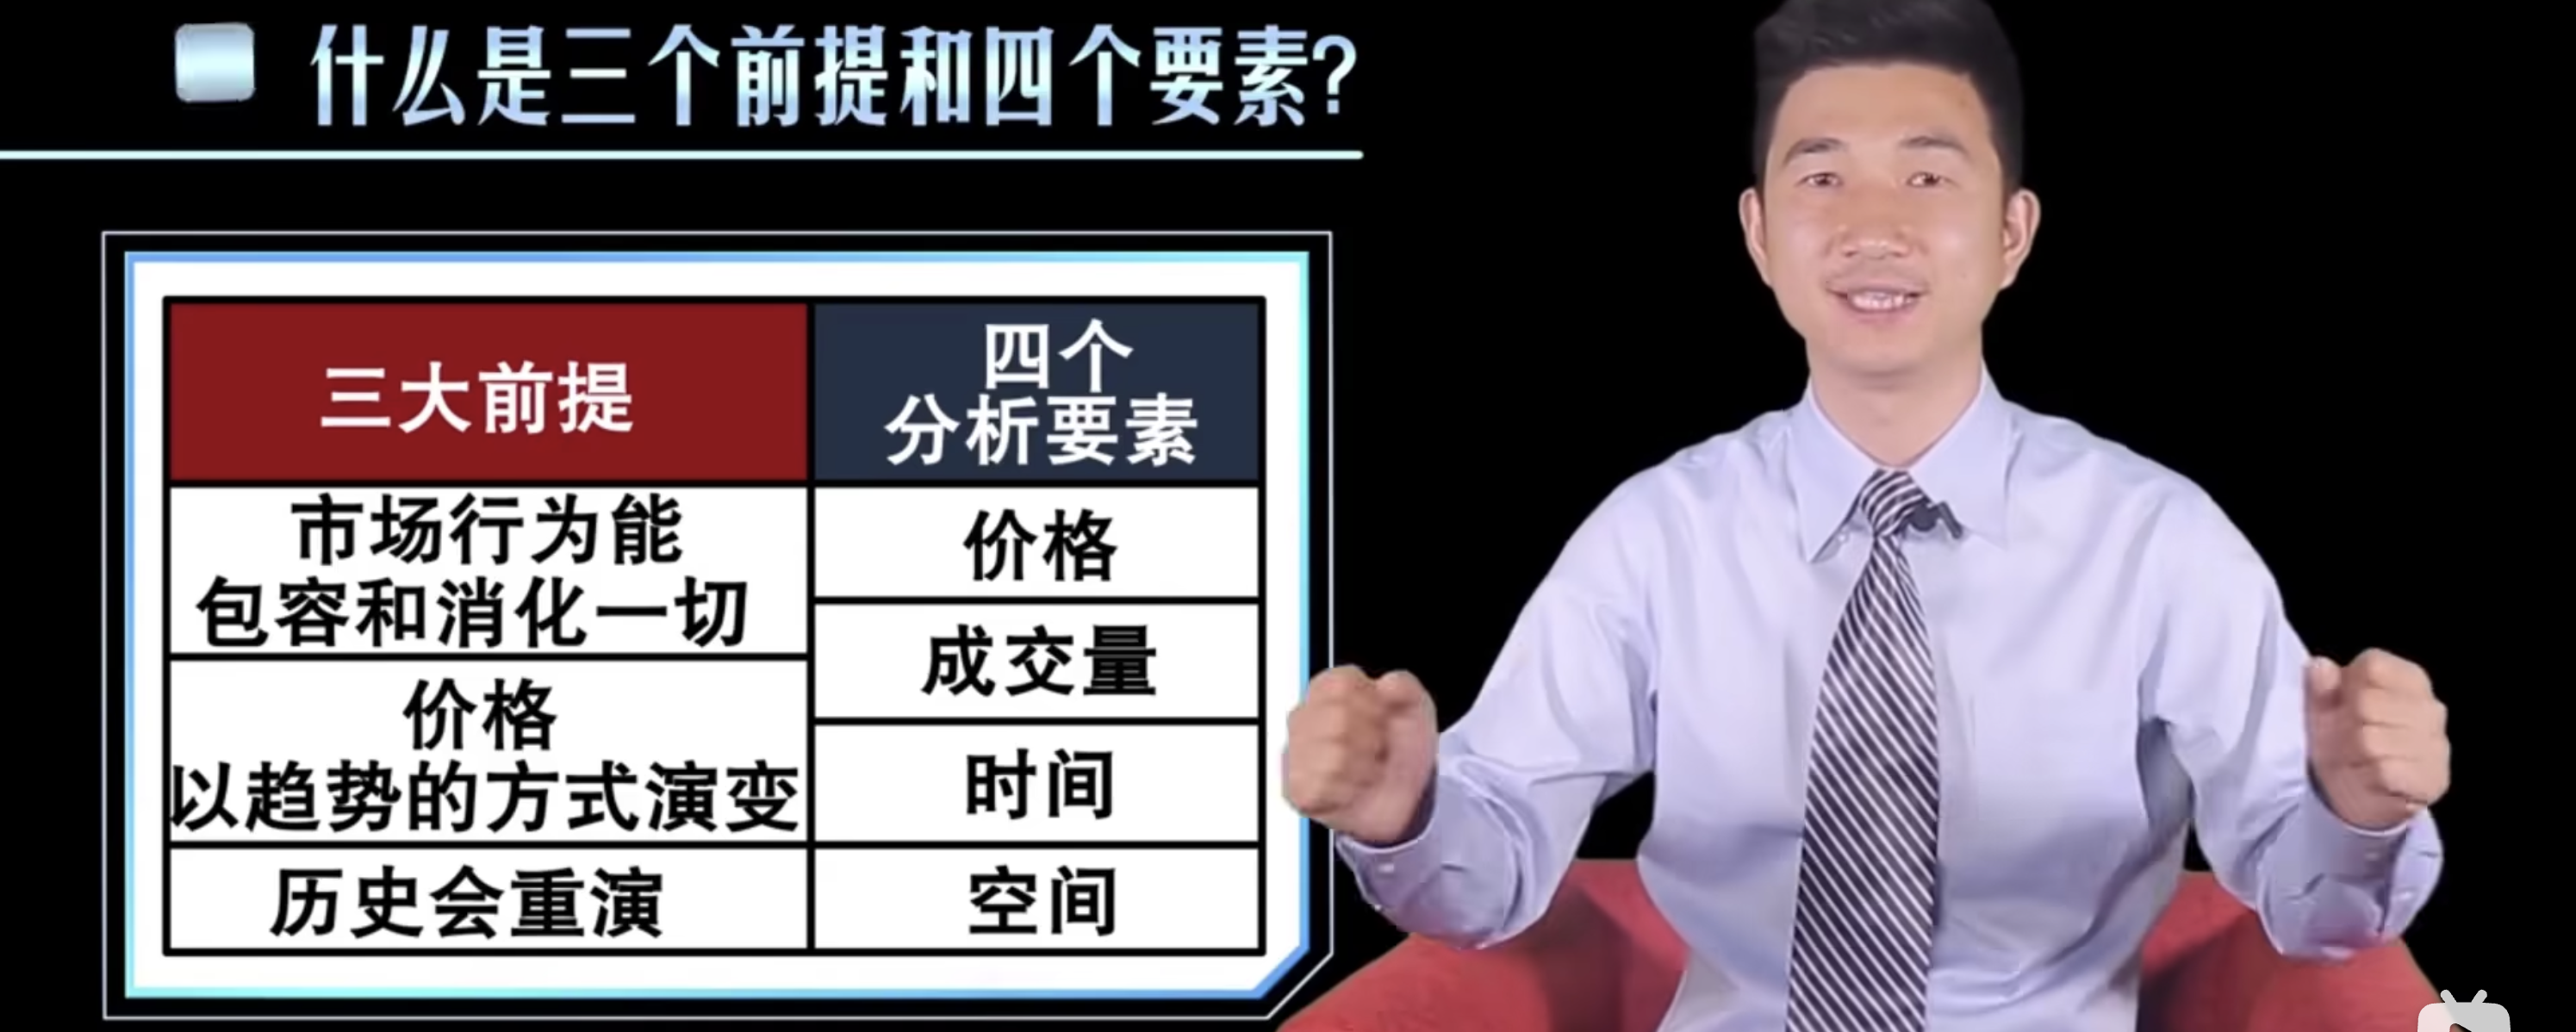 什么是三个前提和四个要素?
三大前提
四个
分析要素
市场行为能
包容和消化一切
价格
以趋势的方式演变
历史会重演
价格
成交量
时间
空间